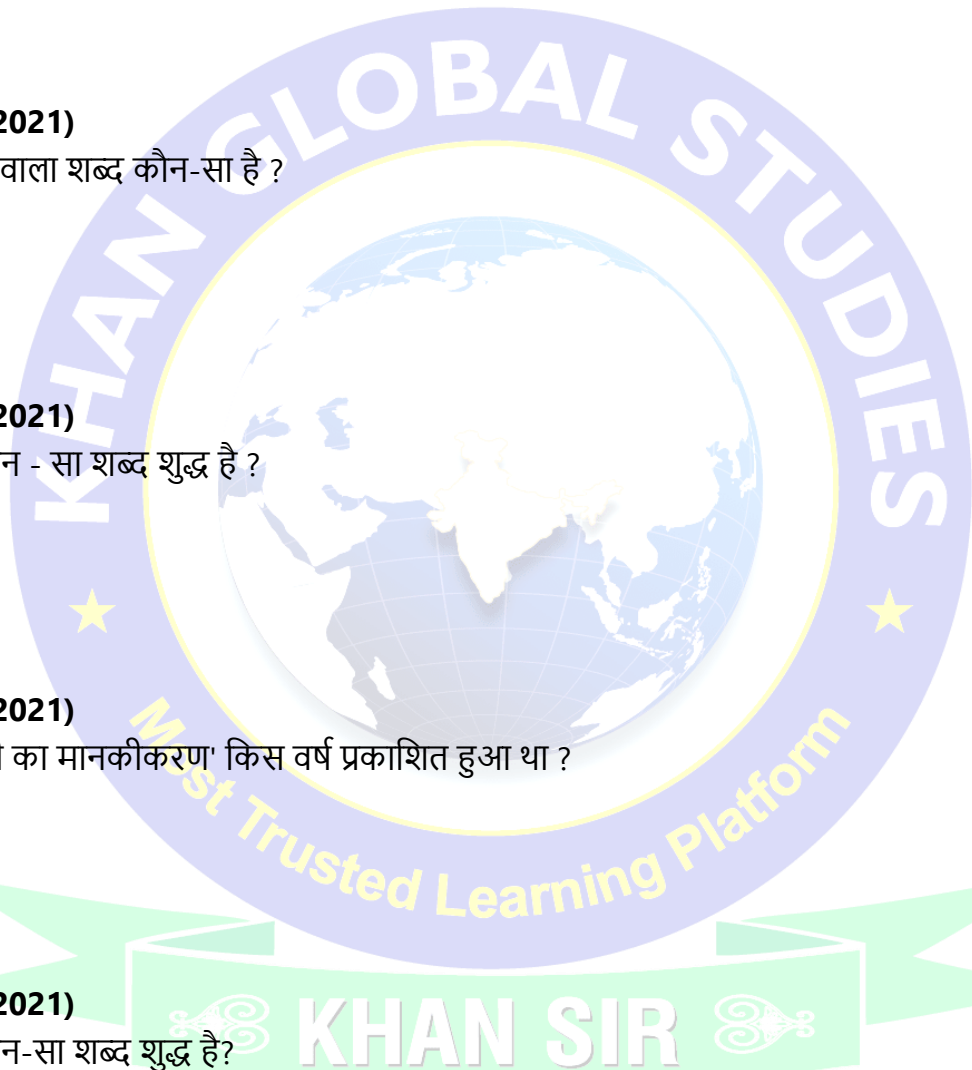 KHAN GLOBAL STUDIES
2021)
वाला शब्द कौन-सा है ?
2021)
न - सा शब्द शुद्ध है ?
2021)
का मानकीकरण' किस वर्ष प्रकाशित हुआ था ?
Most Trusted Learning Platform
2021)
न-सा शब्द शुद्ध है?
KHAN SIR